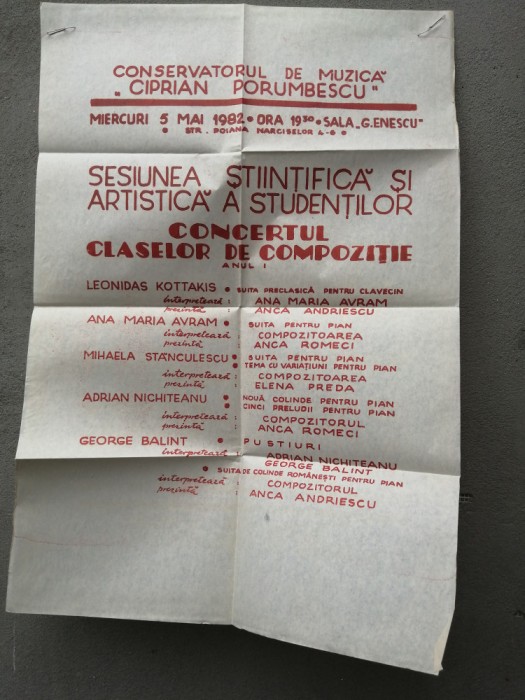 CONSERVATORUL DE MUZICĂ
„CIPRIAN PORUMBESCU"
MIERCURI 5 MAI 1982 • ORA 19³⁰ • SALA „G.ENESCU"
• STR. POIANA NARCISELOR 4-6 •
SESIUNEA ȘTIINȚIFICĂ ȘI
ARTISTICĂ A STUDENȚILOR
CONCERTUL
CLASELOR DE COMPOZIȚIE
ANUL I
LEONIDAS KOTTAKIS • SUITA PRECLASICĂ PENTRU CLAVECIN
interpretează : ANA MARIA AVRAM
prezintă : ANCA ANDRIESCU
ANA MARIA AVRAM • SUITA PENTRU PIAN
interpretează : COMPOZITOAREA
prezintă : ANCA ROMECI
MIHAELA STĂNCULESCU • SUITA PENTRU PIAN
• TEMA CU VARIAȚIUNI PENTRU PIAN
interpretează : COMPOZITOAREA
prezintă : ELENA PREDA
ADRIAN NICHITEANU • NOUĂ COLINDE PENTRU PIAN
• CINCI PRELUDII PENTRU PIAN
interpretează : COMPOZITORUL
prezintă : ANCA ROMECI
GEORGE BALINT • PUSTIURI
interpretează : ADRIAN NICHITEANU
GEORGE BALINT
• SUITA DE COLINDE ROMÂNEȘTI PENTRU PIAN
interpretează : COMPOZITORUL
prezintă : ANCA ANDRIESCU